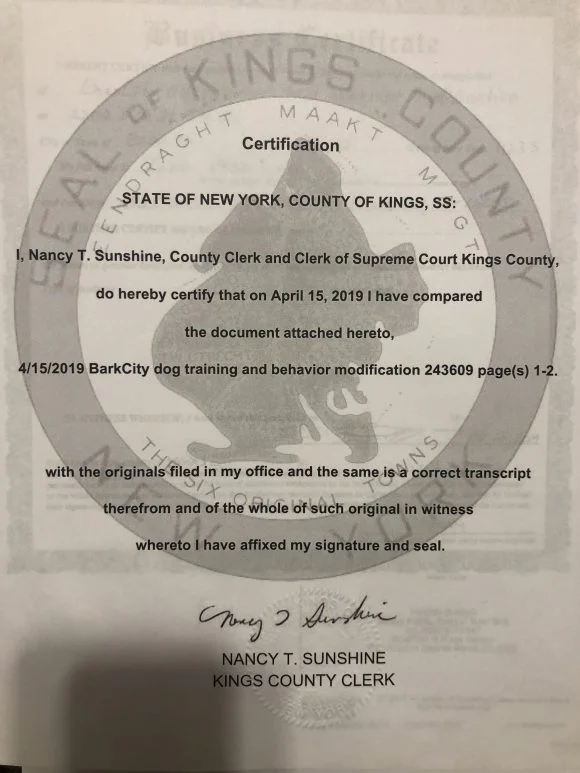 Business Certificate
SEAL OF KINGS COUNTY
EENDRAGHT MAAKT MAGT
Certification
STATE OF NEW YORK, COUNTY OF KINGS, SS:
I, Nancy T. Sunshine, County Clerk and Clerk of Supreme Court Kings County,
do hereby certify that on April 15, 2019 I have compared
the document attached hereto,
4/15/2019 BarkCity dog training and behavior modification 243609 page(s) 1-2.
with the originals filed in my office and the same is a correct transcript
THE SIX ORIGINAL TOWNS
therefrom and of the whole of such original in witness
NEW YORK
whereto I have affixed my signature and seal.
Nancy T Sunshine
NANCY T. SUNSHINE
KINGS COUNTY CLERK